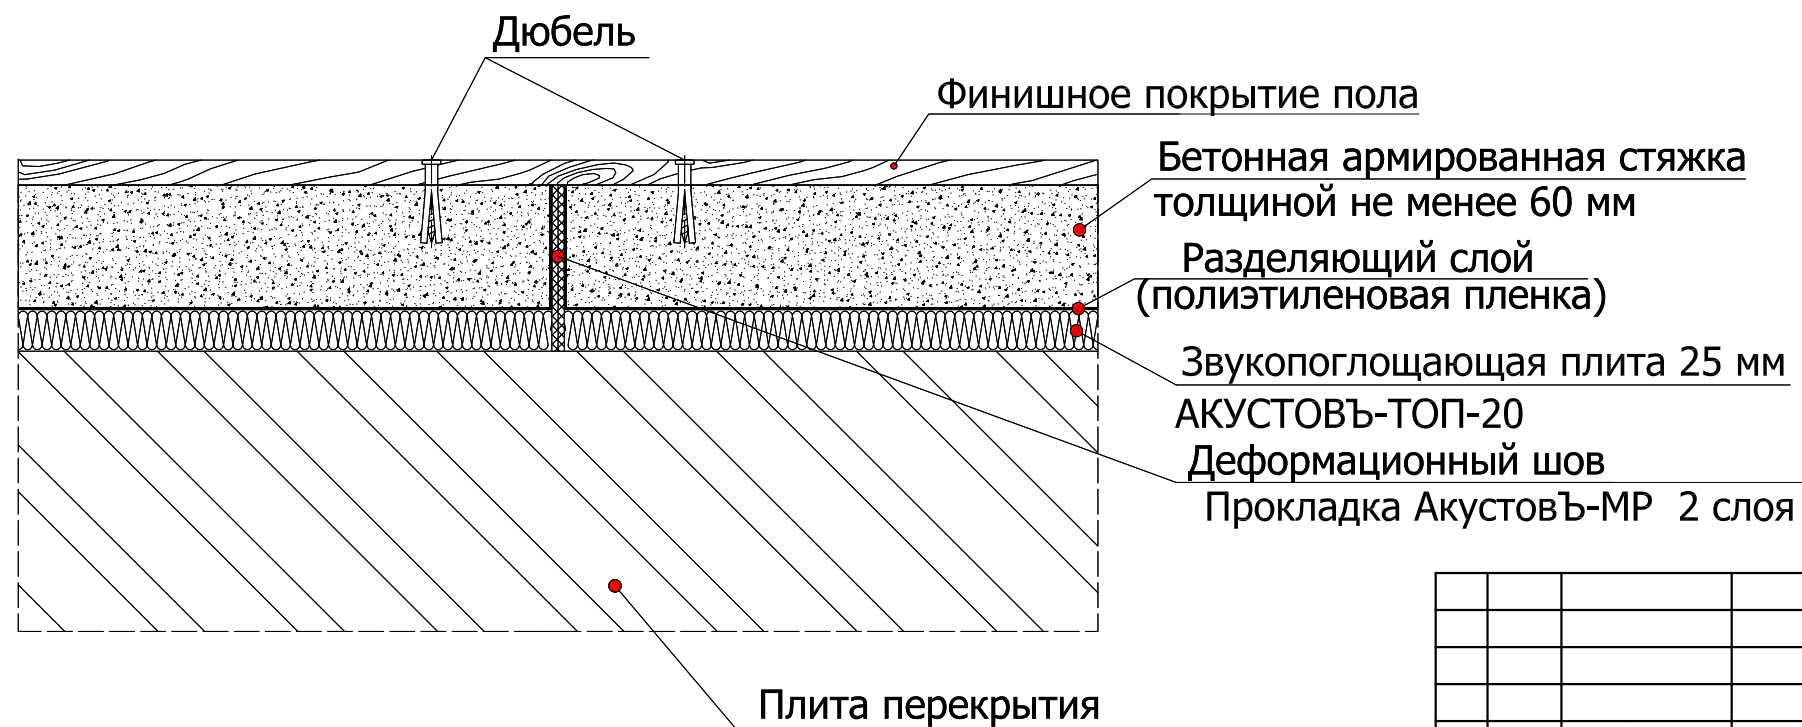 Дюбель
Финишное покрытие пола
Бетонная армированная стяжка
толщиной не менее 60 мм
Разделяющий слой
(полиэтиленовая пленка)
Звукопоглощающая плита 25 мм
АКУСТОВЪ-ТОП-20
Деформационный шов
Прокладка АкустовЪ-МР 2 слоя
Плита перекрытия